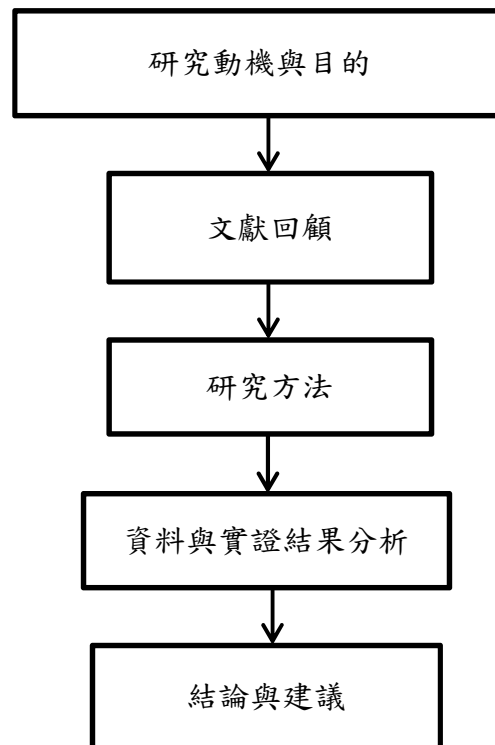 研究動機與目的
文獻回顧
研究方法
資料與實證結果分析
結論與建議